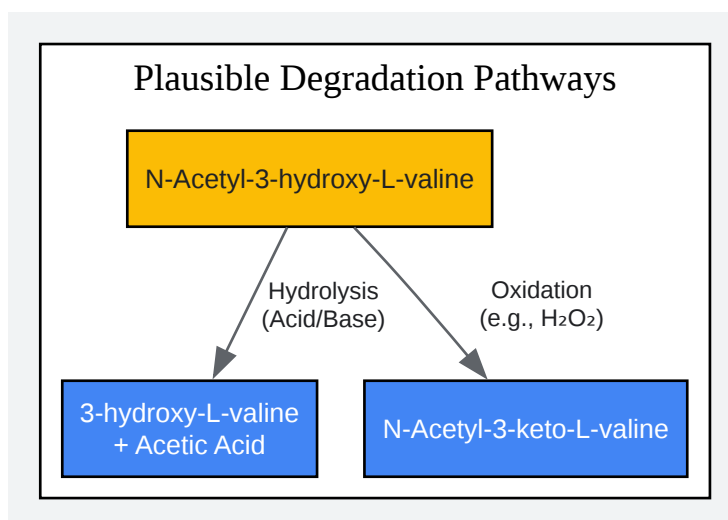 Plausible Degradation Pathways
N-Acetyl-3-hydroxy-L-valine
Hydrolysis
(Acid/Base)
Oxidation
(e.g., H₂O₂)
3-hydroxy-L-valine
+ Acetic Acid
N-Acetyl-3-keto-L-valine